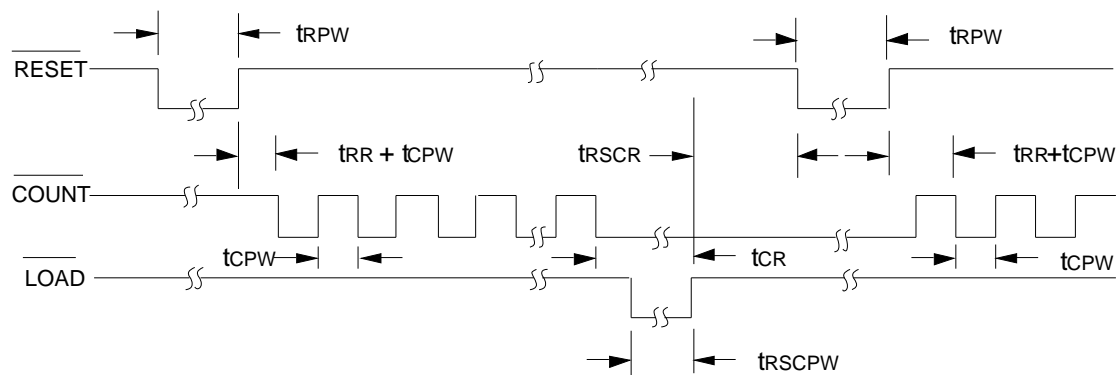 tRPW
tRPW
RESET
tRR + tCPW
tRSCR
tRR+tCPW
COUNT
tCPW
tCR
tCPW
LOAD
tRSCPW